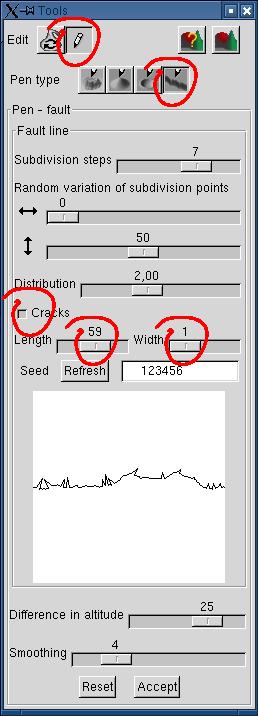 Tools
Edit
Pen type
Pen - fault
Fault line
Subdivision steps 7
Random variation of subdivision points
0
50
Distribution 2,00
Cracks
Length 59 Width 1
Seed Refresh 123456
Difference in altitude 25
Smoothing 4
Reset Accept